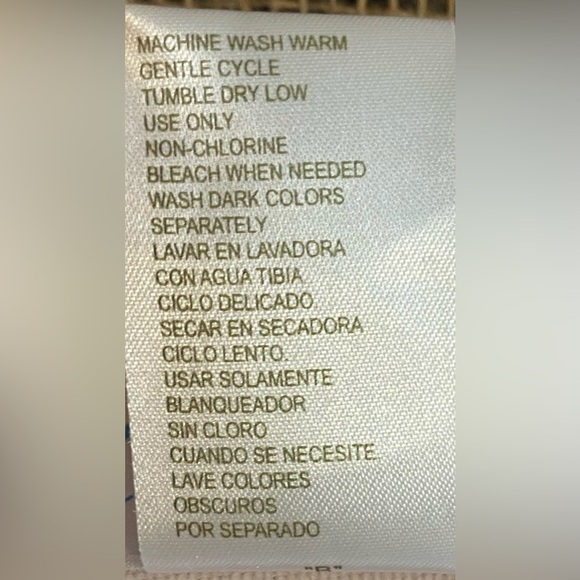 MACHINE WASH WARM
GENTLE CYCLE
TUMBLE DRY LOW
USE ONLY
NON-CHLORINE
BLEACH WHEN NEEDED
WASH DARK COLORS
SEPARATELY
LAVAR EN LAVADORA
CON AGUA TIBIA
CICLO DELICADO
SECAR EN SECADORA
CICLO LENTO.
USAR SOLAMENTE
BLANQUEADOR
SIN CLORO
CUANDO SE NECESITE.
LAVE COLORES
OBSCUROS
POR SEPARADO